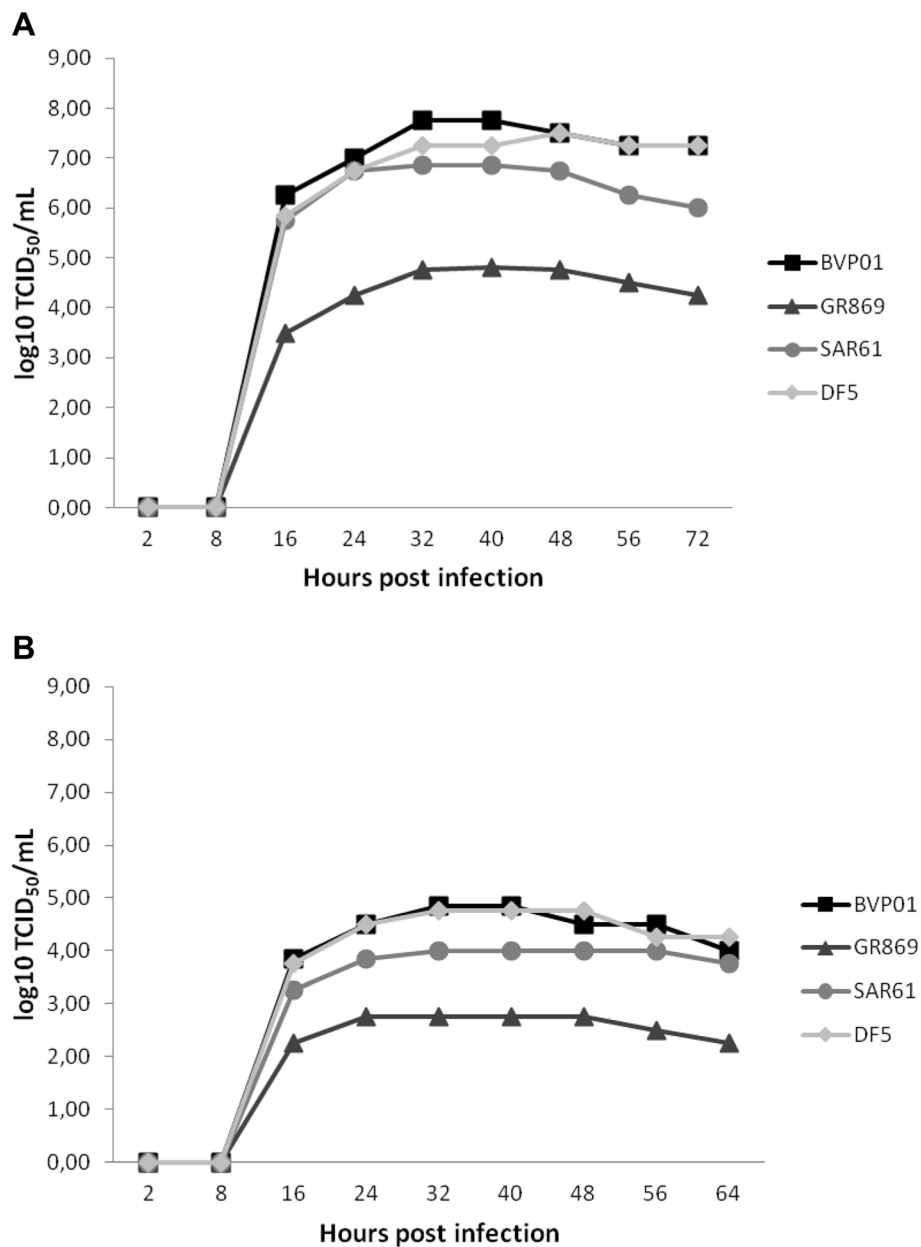 A
log10 TCID50/mL
9,00
8,00
7,00
6,00
5,00
4,00
3,00
2,00
1,00
0,00
2 8 16 24 32 40 48 56 72
Hours post infection
BVP01
GR869
SAR61
DF5
B
log10 TCID50/mL
9,00
8,00
7,00
6,00
5,00
4,00
3,00
2,00
1,00
0,00
2 8 16 24 32 40 48 56 64
Hours post infection
BVP01
GR869
SAR61
DF5